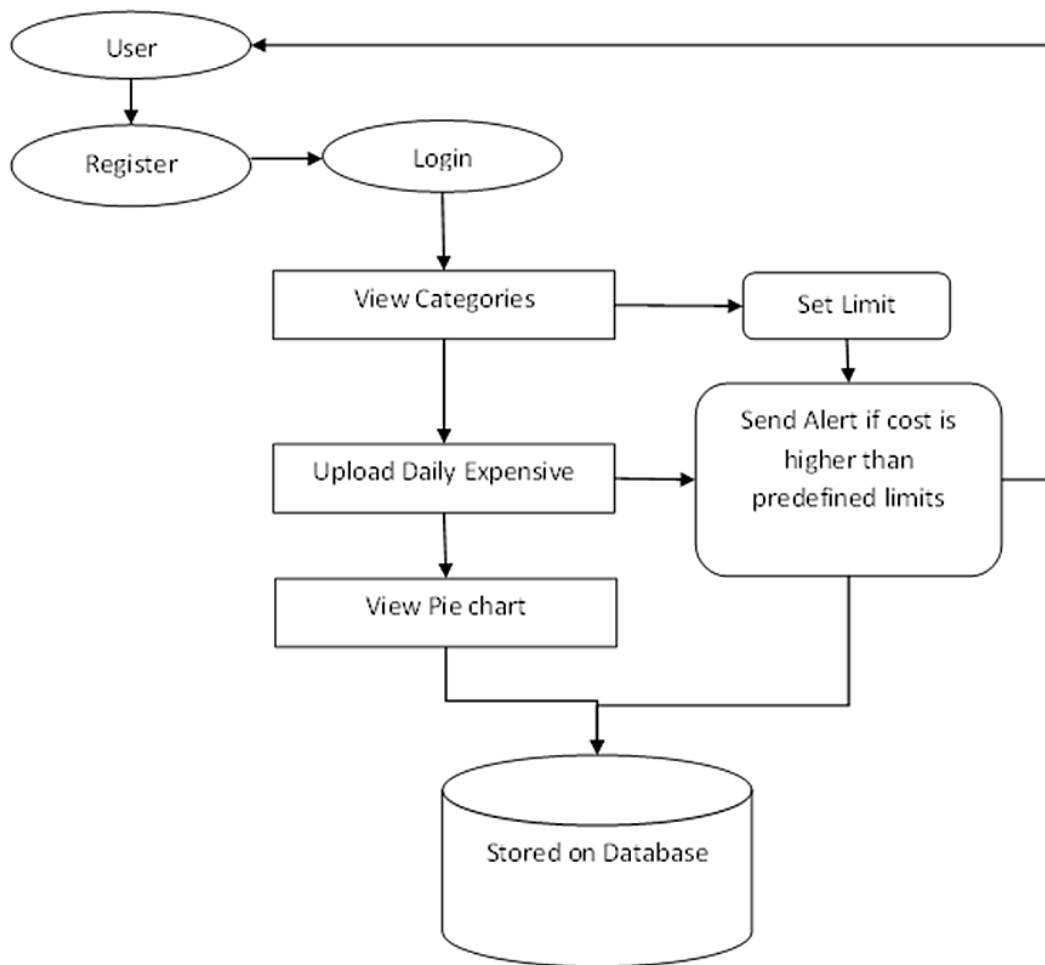 User
Register
Login
View Categories
Set Limit
Send Alert if cost is
higher than
predefined limits
Upload Daily Expensive
View Pie chart
Stored on Database